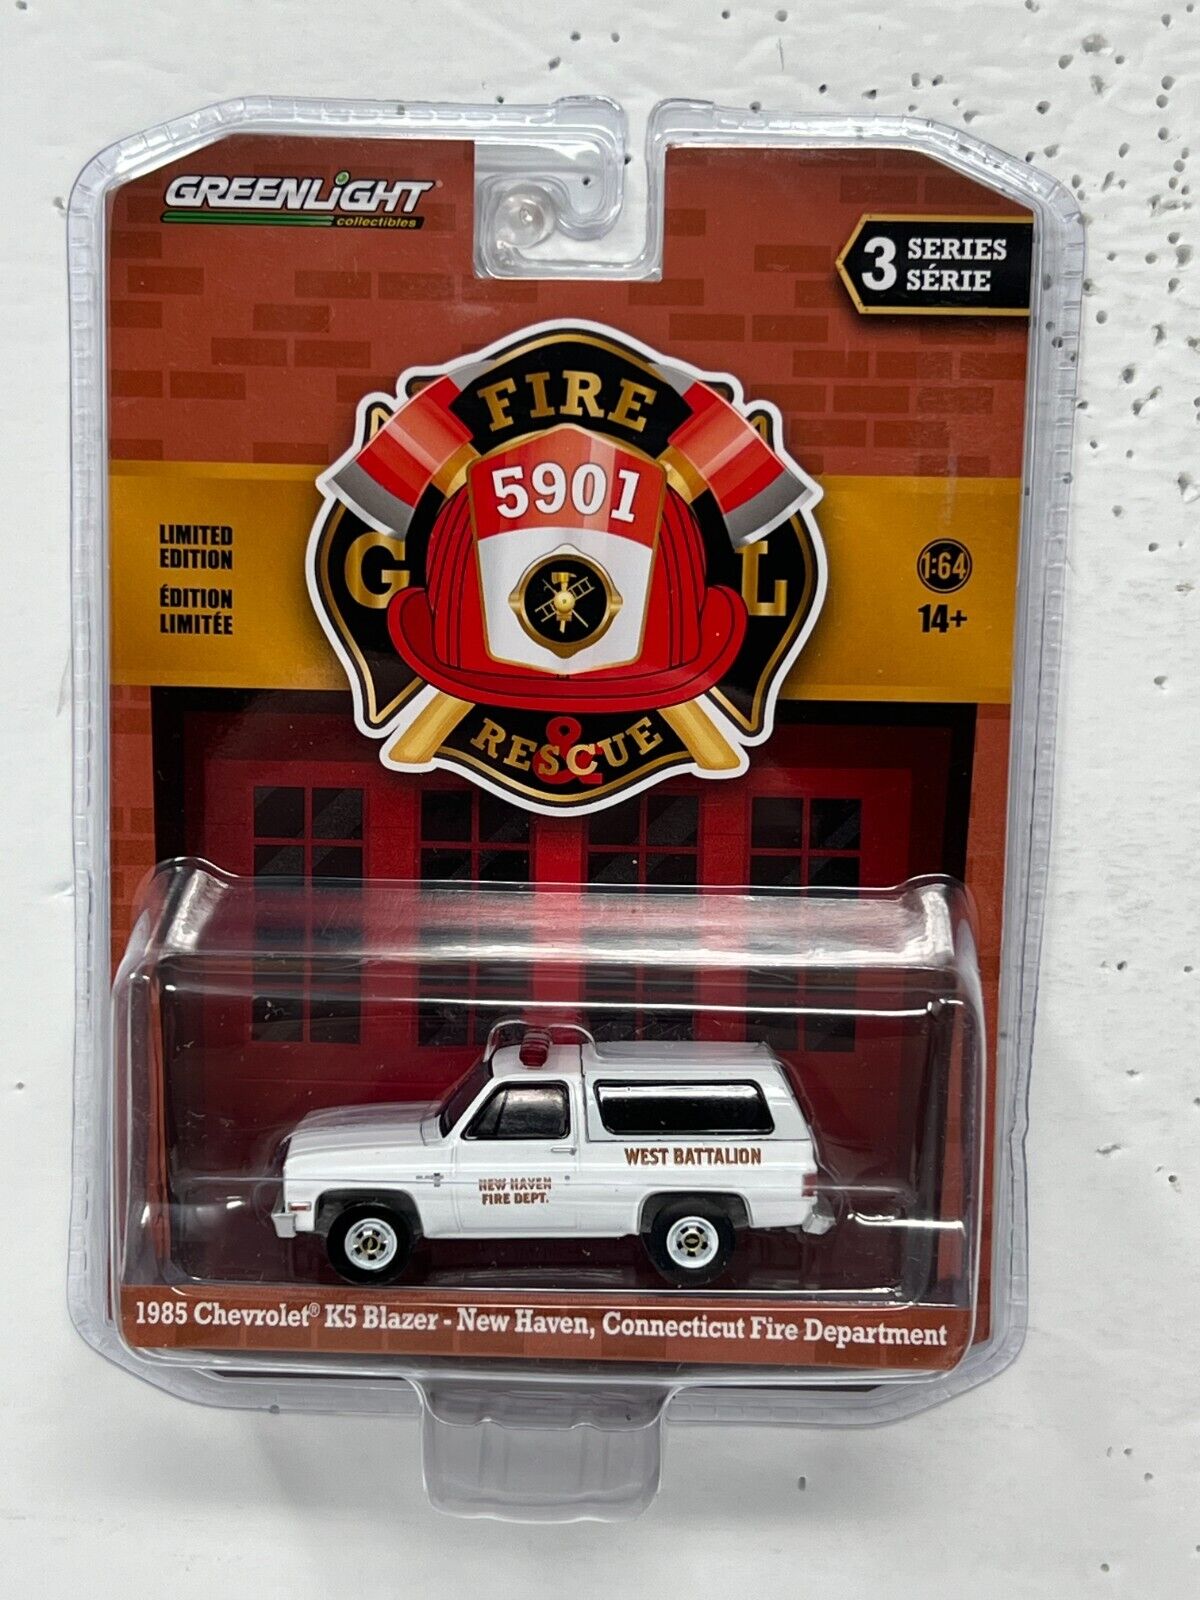 GREENLiGHT
collectibles
3 SERIES
SÉRIE
FIRE
5901
G L
& RESCUE
LIMITED
EDITION
ÉDITION
LIMITÉE
1:64
14+
WEST BATTALION
NEW HAVEN
FIRE DEPT.
1985 Chevrolet® K5 Blazer - New Haven, Connecticut Fire Department